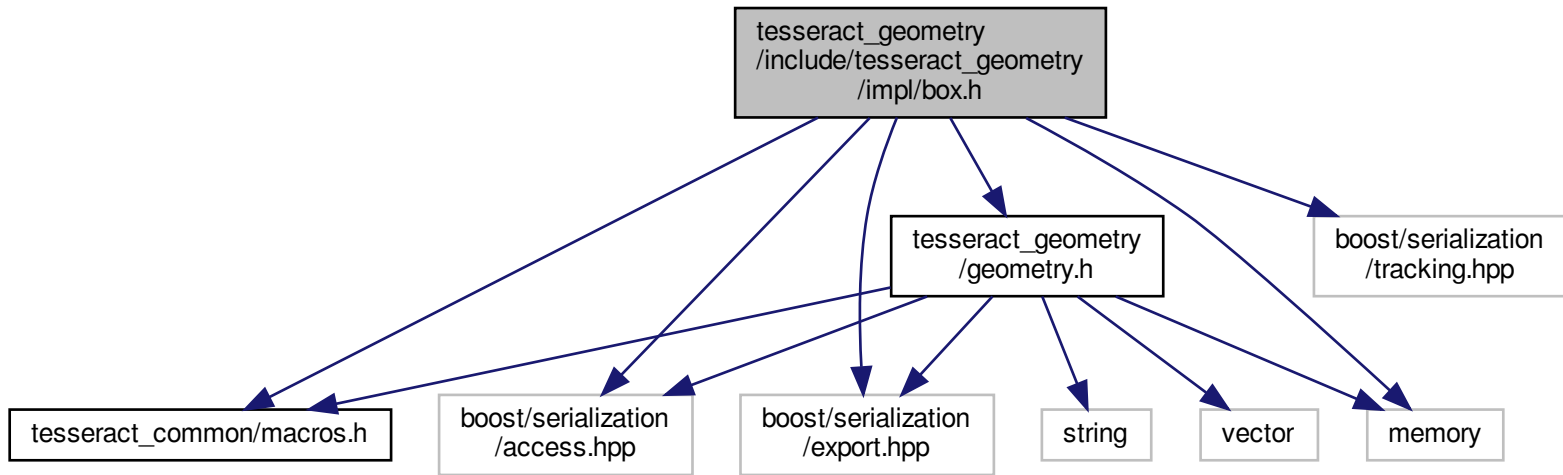 tesseract_geometry
/include/tesseract_geometry
/impl/box.h
tesseract_geometry
/geometry.h
boost/serialization
/tracking.hpp
tesseract_common/macros.h
boost/serialization
/access.hpp
boost/serialization
/export.hpp
string
vector
memory